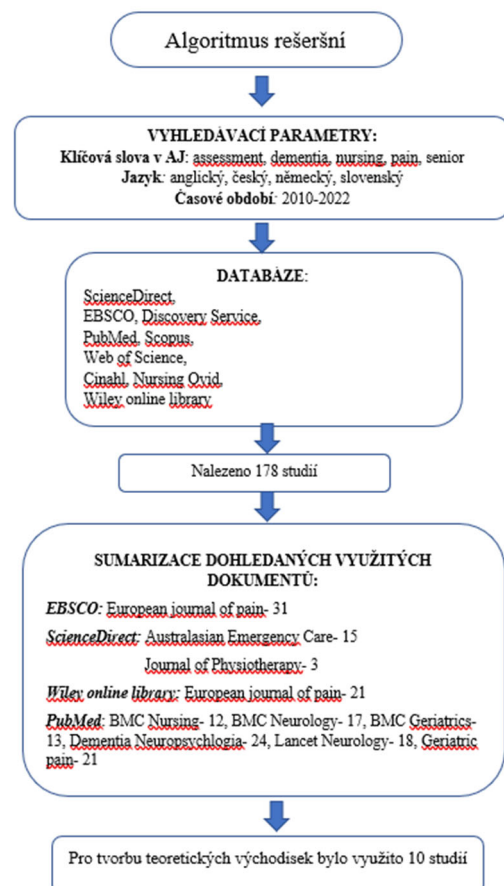 Algoritmus rešeršní
VYHLEDÁVACÍ PARAMETRY:
Klíčová slova v AJ: assessment, dementia, nursing, pain, senior
Jazyk: anglický, český, německý, slovenský
Časové období: 2010-2022
DATABÁZE:
ScienceDirect,
EBSCO, Discovery Service,
PubMed, Scopus,
Web of Science,
Cinahl, Nursing Ovid,
Wiley online library
Nalezeno 178 studií
SUMARIZACE DOHLEDANÝCH VYUŽITÝCH
DOKUMENTŮ:
EBSCO: European journal of pain- 31
ScienceDirect: Australasian Emergency Care- 15
Journal of Physiotherapy- 3
Wiley online library: European journal of pain- 21
PubMed: BMC Nursing- 12, BMC Neurology- 17, BMC Geriatrics-
13, Dementia Neuropsychlogia- 24, Lancet Neurology- 18, Geriatric
pain- 21
Pro tvorbu teoretických východisek bylo využito 10 studií